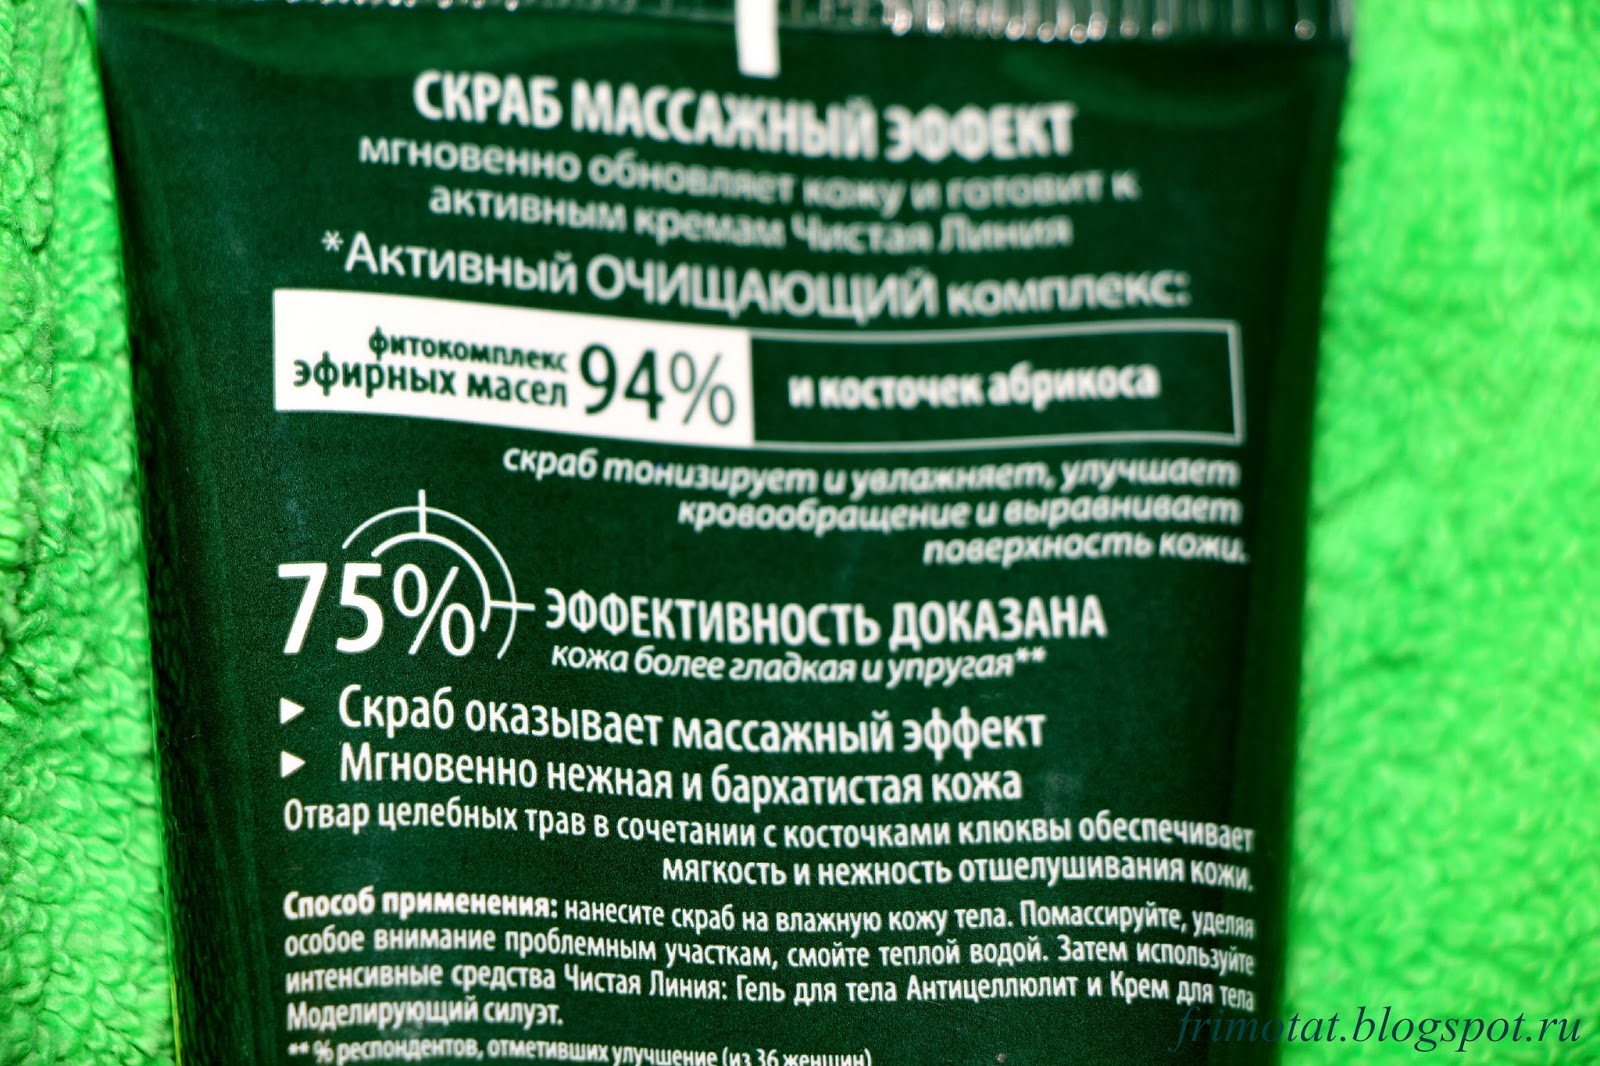 СКРАБ МАССАЖНЫЙ ЭФФЕКТ
мгновенно обновляет кожу и готовит к
активным кремам Чистая Линия
*Активный ОЧИЩАЮЩИЙ комплекс:
фитокомплекс
эфирных масел 94% и косточек абрикоса
скраб тонизирует и увлажняет, улучшает
кровообращение и выравнивает
поверхность кожи.
75% ЭФФЕКТИВНОСТЬ ДОКАЗАНА
кожа более гладкая и упругая**
► Скраб оказывает массажный эффект
► Мгновенно нежная и бархатистая кожа
Отвар целебных трав в сочетании с косточками клюквы обеспечивает
мягкость и нежность отшелушивания кожи.
Способ применения: нанесите скраб на влажную кожу тела. Помассируйте, уделяя
особое внимание проблемным участкам, смойте теплой водой. Затем используйте
интенсивные средства Чистая Линия: Гель для тела Антицеллюлит и Крем для тела
Моделирующий силуэт.
** % респондентов, отметивших улучшение (из 36 женщин)
frimotat.blogspot.ru